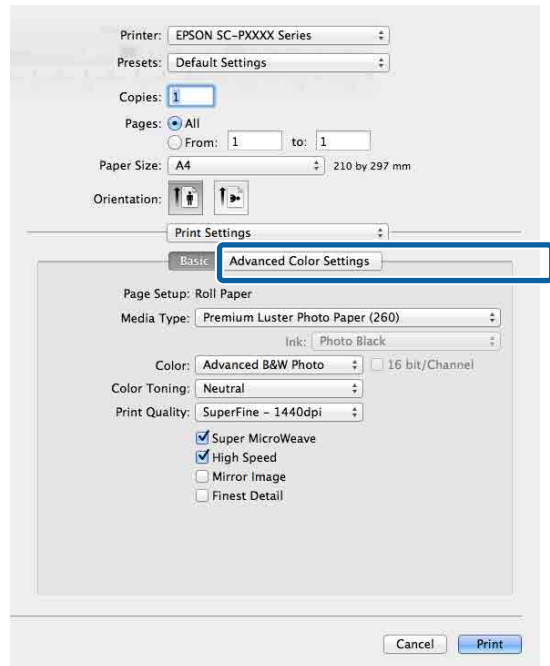 Printer: EPSON SC-PXXXX Series
Presets: Default Settings
Copies: 1
Pages: All
From: 1 to: 1
Paper Size: A4 210 by 297 mm
Orientation:
Print Settings
Basic Advanced Color Settings
Page Setup: Roll Paper
Media Type: Premium Luster Photo Paper (260)
Ink: Photo Black
Color: Advanced B&W Photo 16 bit/Channel
Color Toning: Neutral
Print Quality: SuperFine - 1440dpi
Super MicroWeave
High Speed
Mirror Image
Finest Detail
Cancel Print